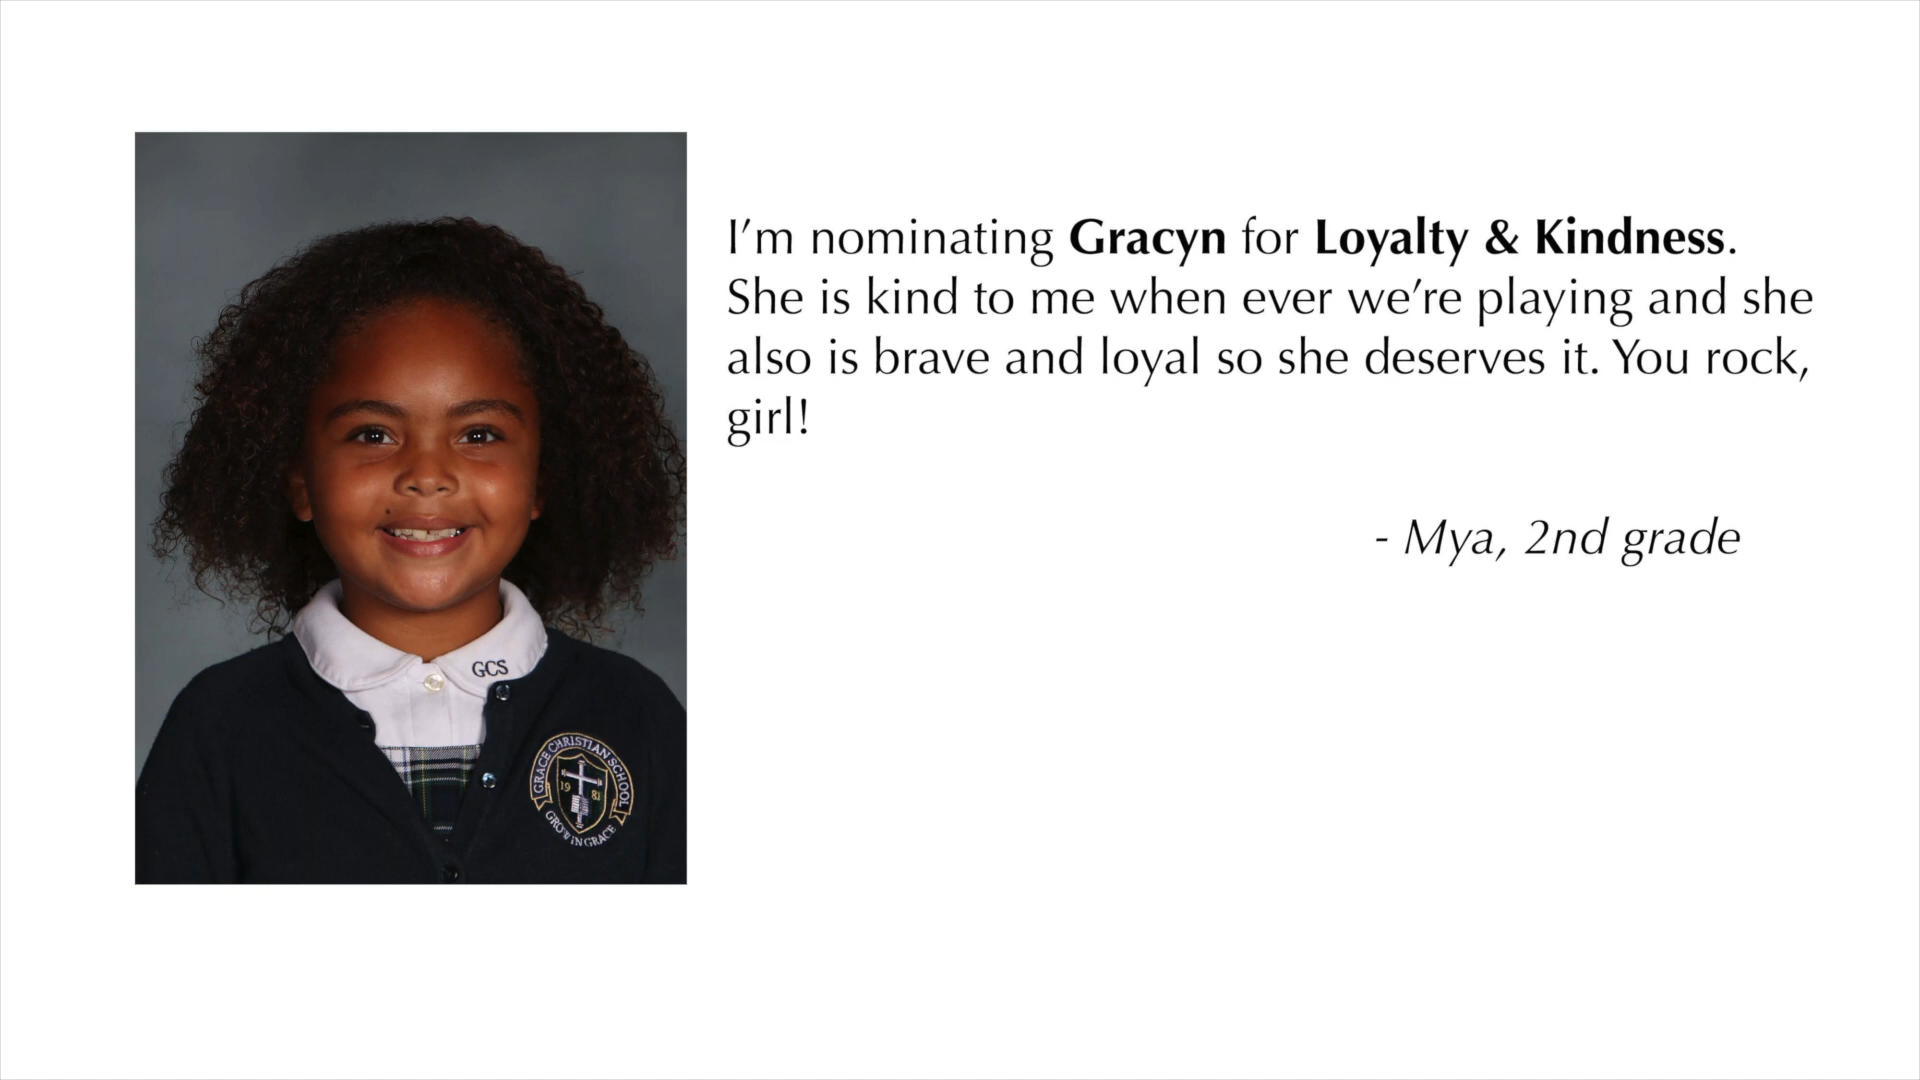 I'm nominating Gracyn for Loyalty & Kindness.
She is kind to me when ever we're playing and she
also is brave and loyal so she deserves it. You rock,
girl!
- Mya, 2nd grade
GCS
GRACE CHRISTIAN SCHOOL
19 81
GROW IN GRACE